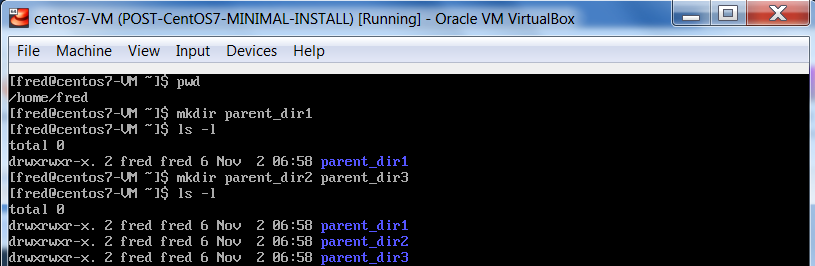 centos7-VM (POST-CentOS7-MINIMAL-INSTALL) [Running] - Oracle VM VirtualBox
File Machine View Input Devices Help
[fred@centos7-VM ~]$ pwd
/home/fred
[fred@centos7-VM ~]$ mkdir parent_dir1
[fred@centos7-VM ~]$ ls -l
total 0
drwxrwxr-x. 2 fred fred 6 Nov  2 06:58 parent_dir1
[fred@centos7-VM ~]$ mkdir parent_dir2 parent_dir3
[fred@centos7-VM ~]$ ls -l
total 0
drwxrwxr-x. 2 fred fred 6 Nov  2 06:58 parent_dir1
drwxrwxr-x. 2 fred fred 6 Nov  2 06:58 parent_dir2
drwxrwxr-x. 2 fred fred 6 Nov  2 06:58 parent_dir3